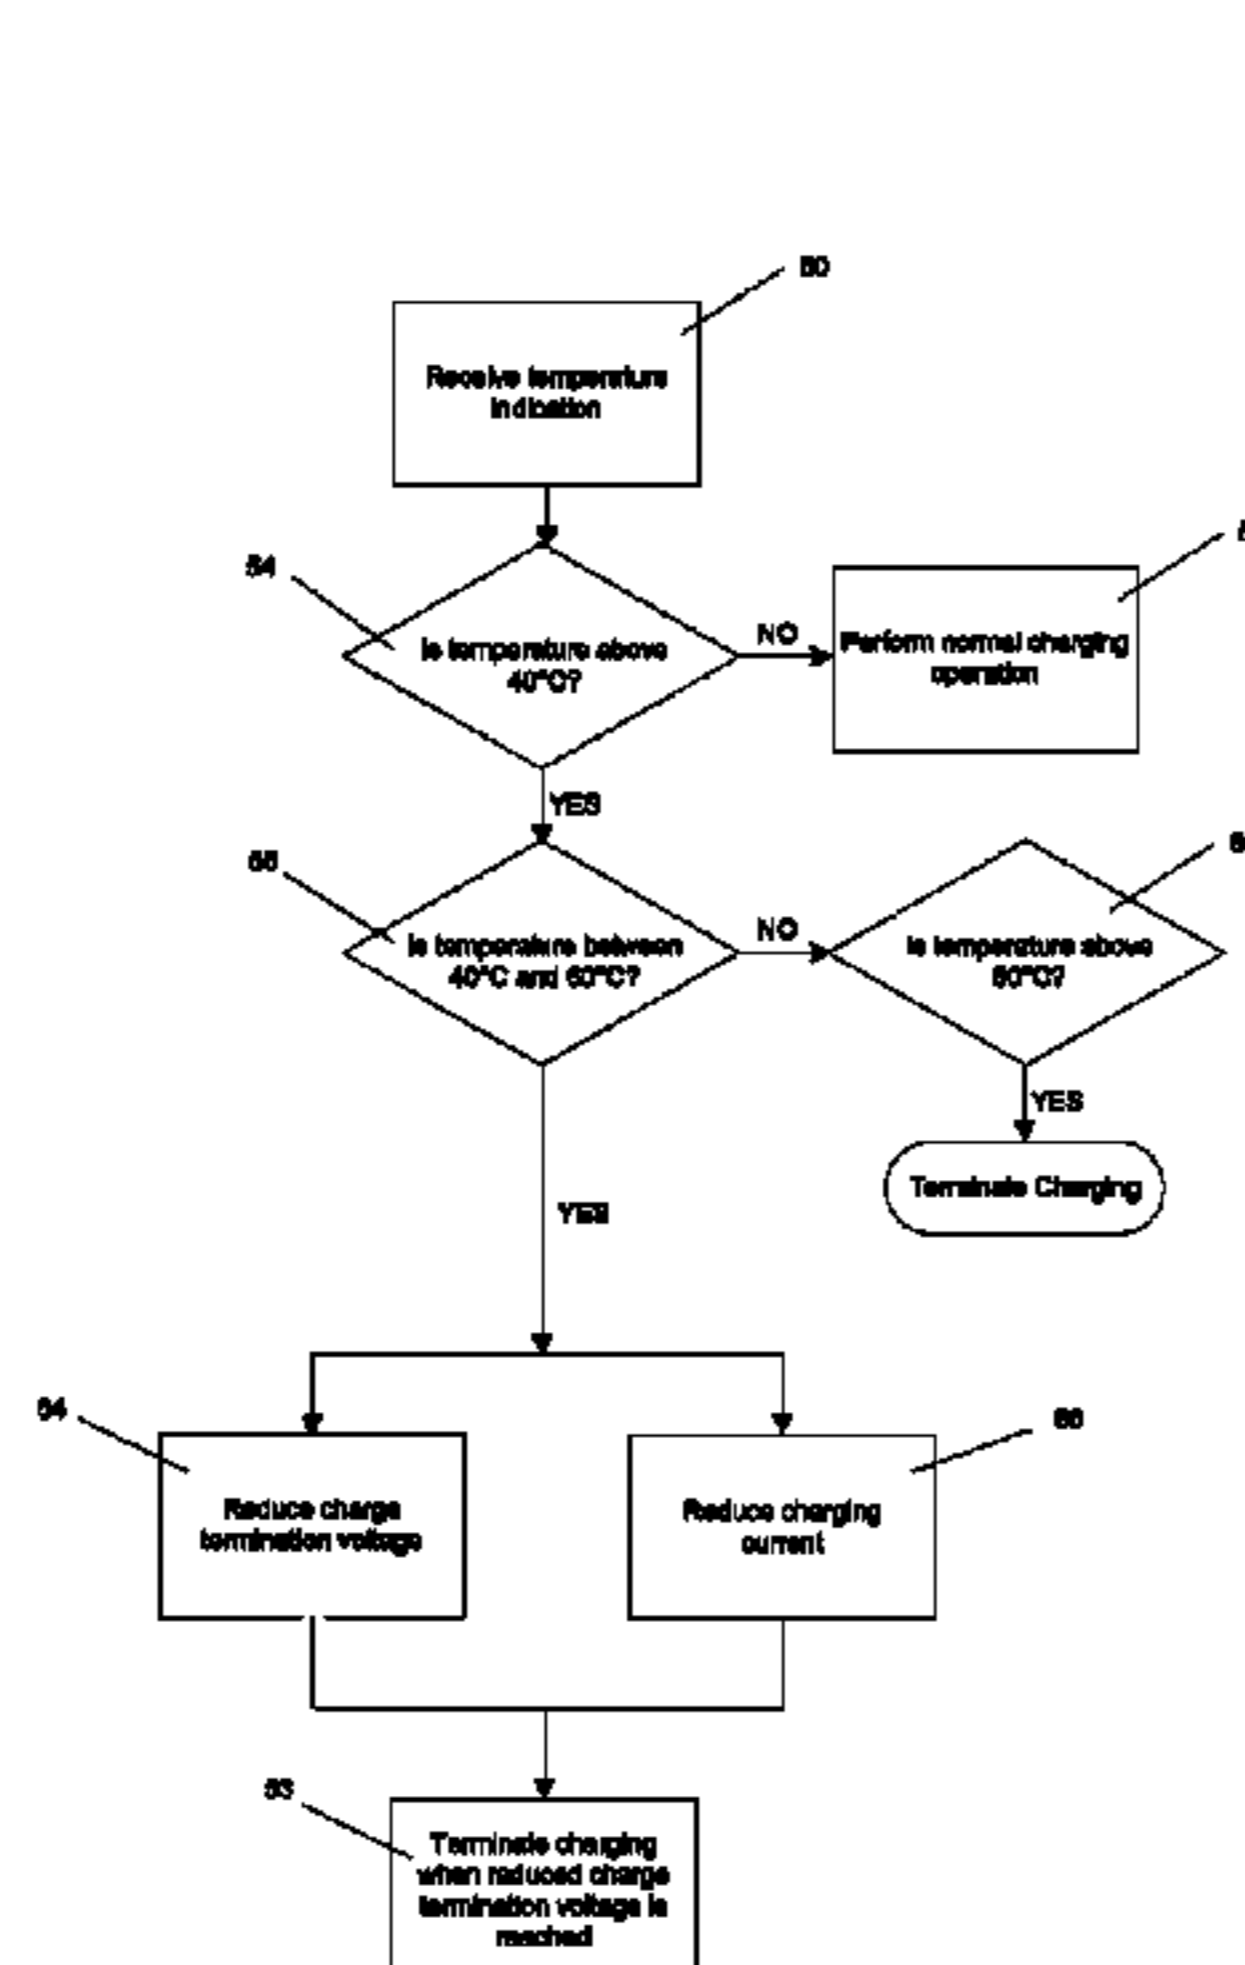 Receive temperature
indication
54
Is temperature above
40°C?
NO
Perform normal charging
operation
YES
Is temperature between
40°C and 60°C?
NO
Is temperature above
60°C?
YES
Terminate Charging
YES
64
Reduce charge
termination voltage
Reduce charging
current
Terminate charging
when reduced charge
termination voltage is
reached